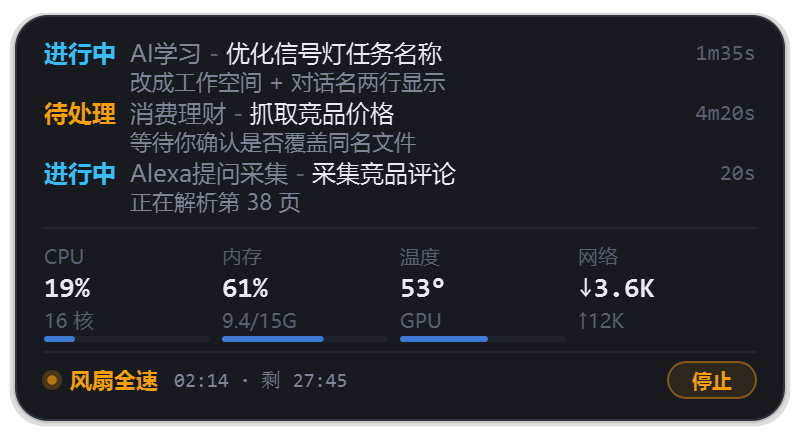 进行中 AI学习 - 优化信号灯任务名称 1m35s
改成工作空间 + 对话名两行显示
待处理 消费理财 - 抓取竞品价格 4m20s
等待你确认是否覆盖同名文件
进行中 Alexa提问采集 - 采集竞品评论 20s
正在解析第 38 页
CPU 内存 温度 网络
19% 61% 53° ↓3.6K
16 核 9.4/15G GPU ↑12K
风扇全速 02:14 · 剩 27:45 停止